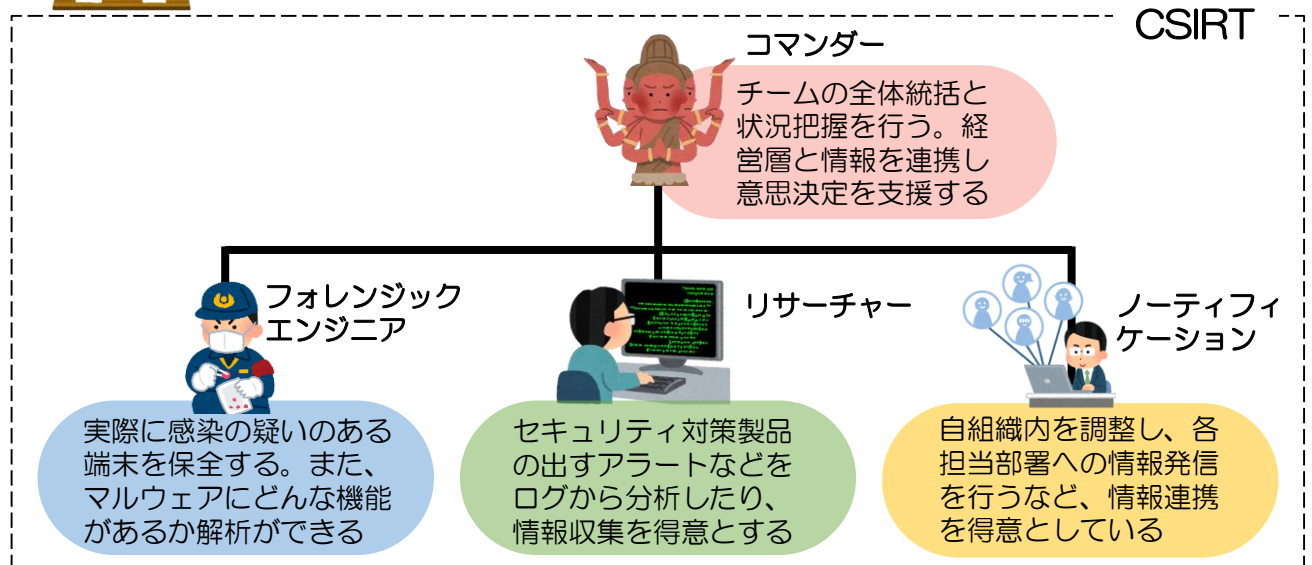 CSIRT
コマンダー
チームの全体統括と
状況把握を行う。経
営層と情報を連携し
意思決定を支援する
フォレンジック
エンジニア
実際に感染の疑いのある
端末を保全する。また、
マルウェアにどんな機能
があるか解析ができる
リサーチャー
セキュリティ対策製品
の出すアラートなどを
ログから分析したり、
情報収集を得意とする
ノーティフィ
ケーション
自組織内を調整し、各
担当部署への情報発信
を行うなど、情報連携
を得意としている